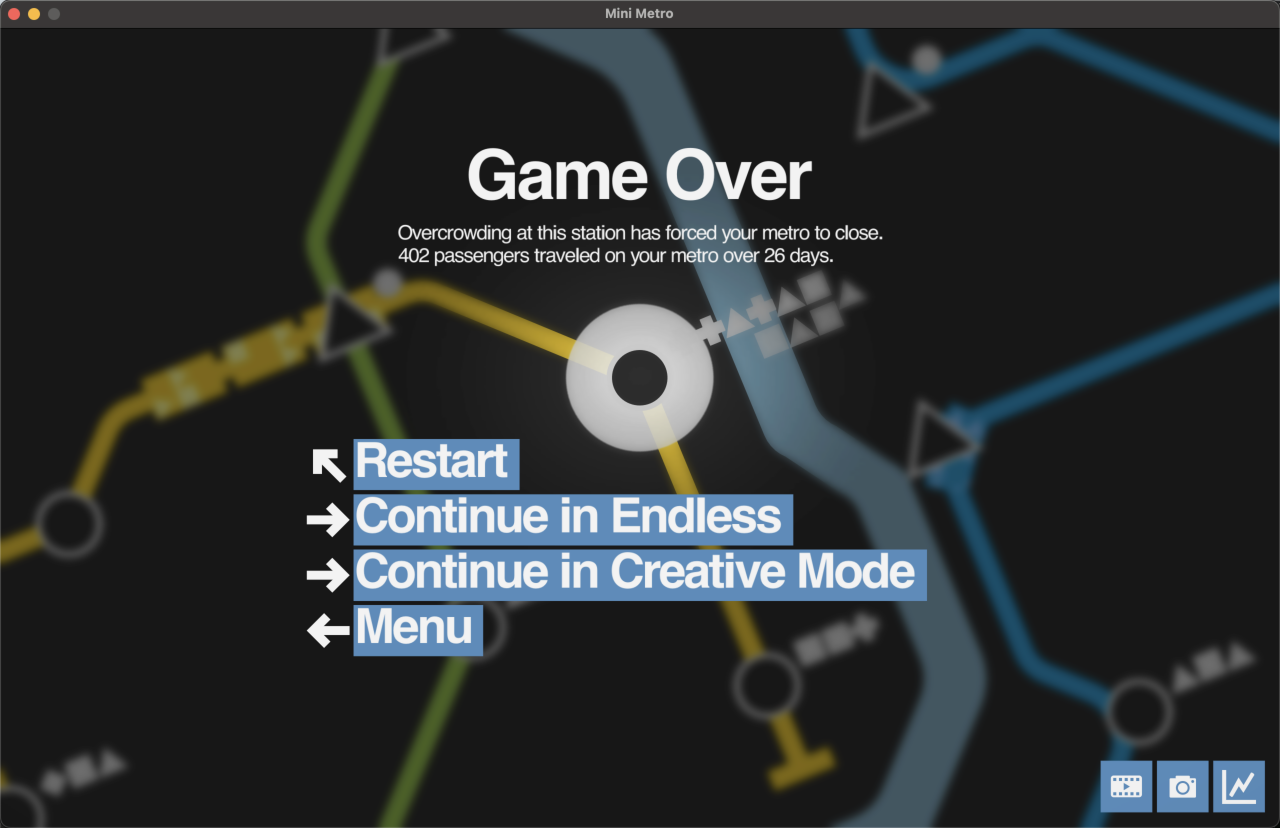 Mini Metro
Game Over
Overcrowding at this station has forced your metro to close.
402 passengers traveled on your metro over 26 days.
Restart
Continue in Endless
Continue in Creative Mode
Menu